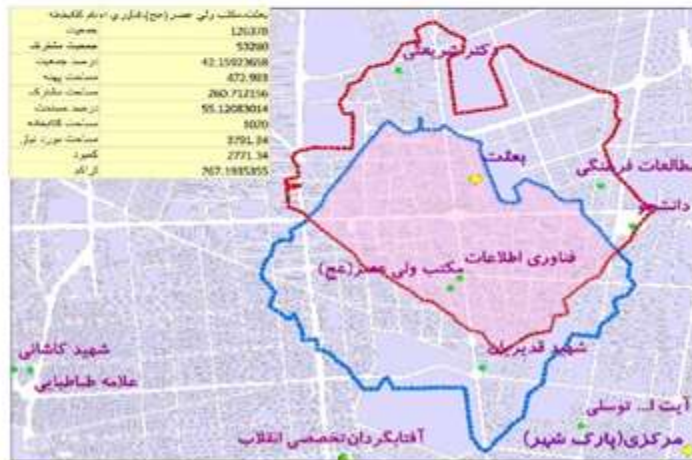 بعثت،مکتب ولی عصر(عج)،فناوری ا نام کتابخانه
126378 جمعیت
53280 جمعیت مشترک
42.15923658 درصد جمعیت
472.983 مساحت پهنه
260.712156 مساحت مشترک
55.12083014 درصد مساحت
1020 مساحت کتابخانه
3791.34 مساحت مورد نیاز
2771.34 کمبود
767.1935355 تراکم
دکتر شریعتی
بعثت
مطالعات فرهنگی
دانشجو
فناوری اطلاعات
مکتب ولی عصر(عج)
شهید قدیریان
شهید کاشانی
علامه طباطبایی
آیت ا... توسلی
مرکزی(پارک شهر)
آفتابگردان تخصصی انقلاب